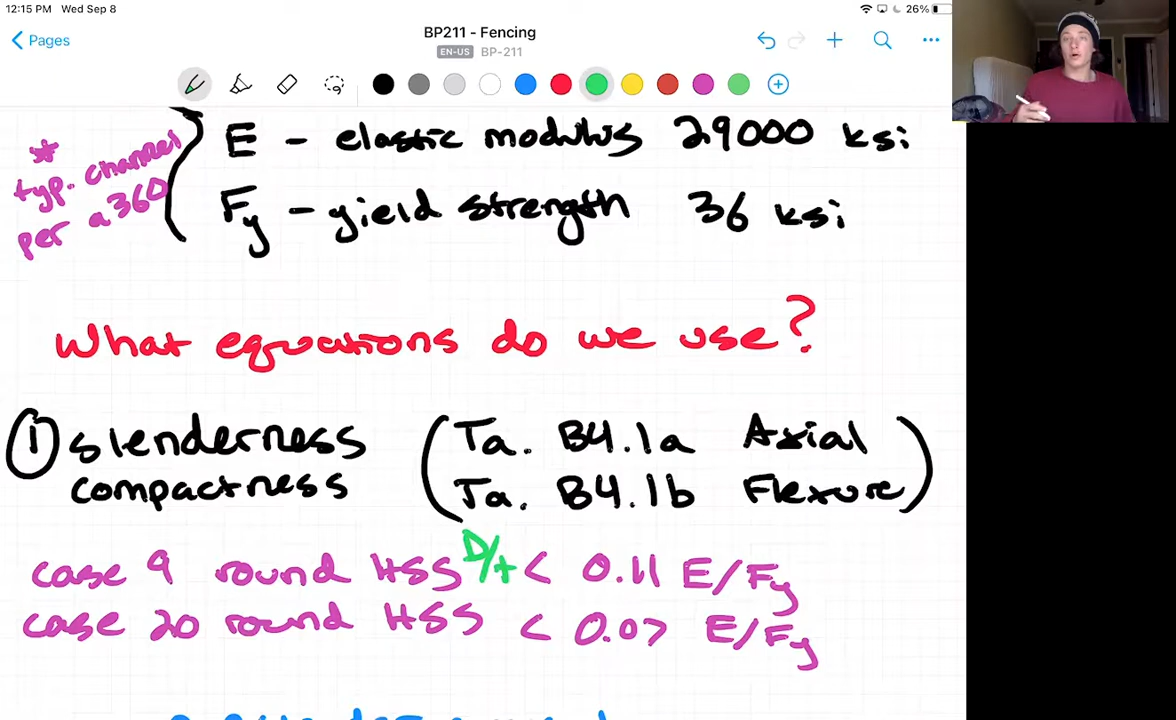 12:15 PM Wed Sep 8
26%
Pages
BP211 - Fencing
EN-US BP-211
* typ. channel per a360
E - elastic modulus 29000 ksi
Fy - yield strength 36 ksi
What equations do we use?
① slenderness (Ta. B4.1a Axial
compactness Ta. B4.1b Flexure)
case 9 round HSS D/t < 0.11 E/Fy
case 20 round HSS < 0.07 E/Fy